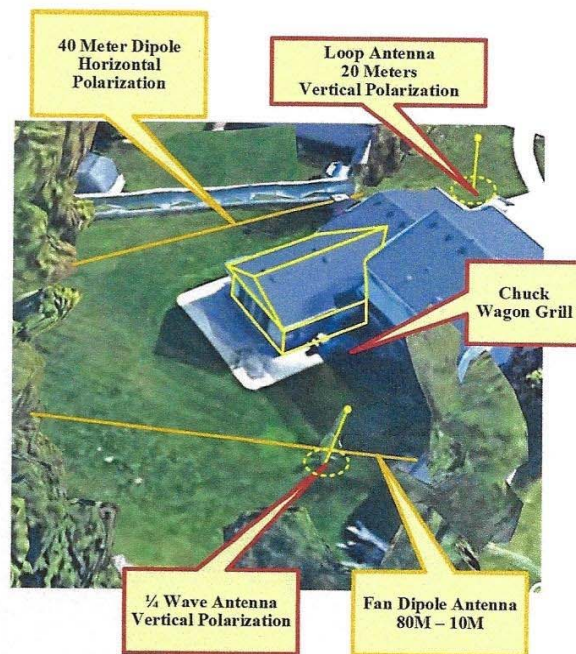 40 Meter Dipole
Horizontal
Polarization
Loop Antenna
20 Meters
Vertical Polarization
Chuck
Wagon Grill
¼ Wave Antenna
Vertical Polarization
Fan Dipole Antenna
80M – 10M